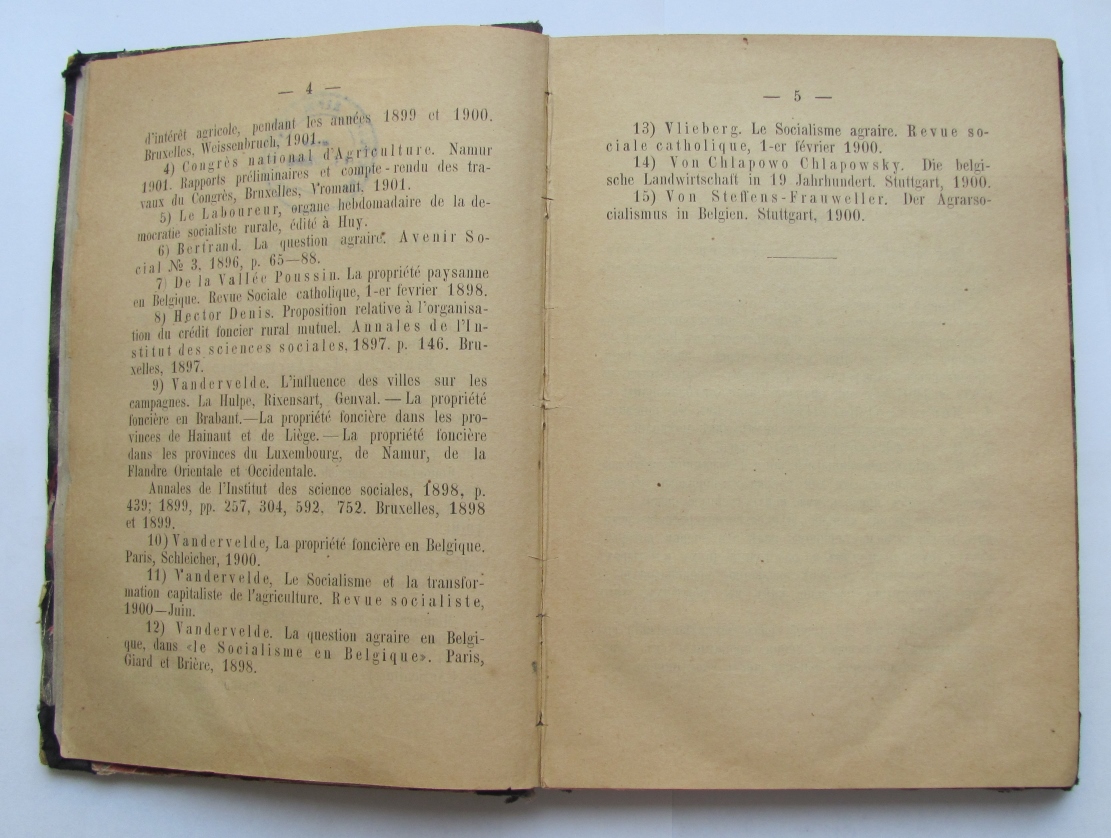 — 4 —
d'intérêt agricole, pendant les années 1899 et 1900.
Bruxelles, Weissenbruch, 1901.
4) Congrès national d'Agriculture. Namur
1901. Rapports préliminaires et compte-rendu des tra-
vaux du Congrès, Bruxelles, Vromant, 1901.
5) Le Laboureur, organe hebdomadaire de la de-
mocratie socialiste rurale, édité à Huy.
6) Bertrand. La question agraire. Avenir So-
cial № 3, 1896, p. 65—88.
7) De la Vallée Poussin. La propriété paysanne
en Belgique. Revue Sociale catholique, 1-er fevrier 1898.
8) Hector Denis. Proposition relative à l'organisa-
tion du crédit foncier rural mutuel. Annales de l'In-
stitut des sciences sociales, 1897. p. 146. Bru-
xelles, 1897.
9) Vandervelde. L'influence des villes sur les
campagnes. La Hulpe, Rixensart, Genval. — La propriété
foncière en Brabant.—La propriété foncière dans les pro-
vinces de Hainaut et de Liège.— La propriété foncière
dans les provinces du Luxembourg, de Namur, de la
Flandre Orientale et Occidentale.
Annales de l'Institut des science sociales, 1898, p.
439; 1899, pp. 257, 304, 592, 752. Bruxelles, 1898
et 1899.
10) Vandervelde, La propriété foncière en Belgique.
Paris, Schleicher, 1900.
11) Vandervelde, Le Socialisme et la transfor-
mation capitaliste de l'agriculture. Revue socialiste,
1900—Juin.
12) Vandervelde. La question agraire en Belgi-
que, dans «le Socialisme en Belgique». Paris,
Giard et Brière, 1898.
— 5 —
13) Vlieberg. Le Socialisme agraire. Revue so-
ciale catholique, 1-er février 1900.
14) Von Chlapowo Chlapowsky. Die belgi-
sche Landwirtschaft in 19 Jahrhundert. Stuttgart, 1900.
15) Von Steffens-Frauweller. Der Agrarso-
cialismus in Belgien. Stuttgart, 1900.